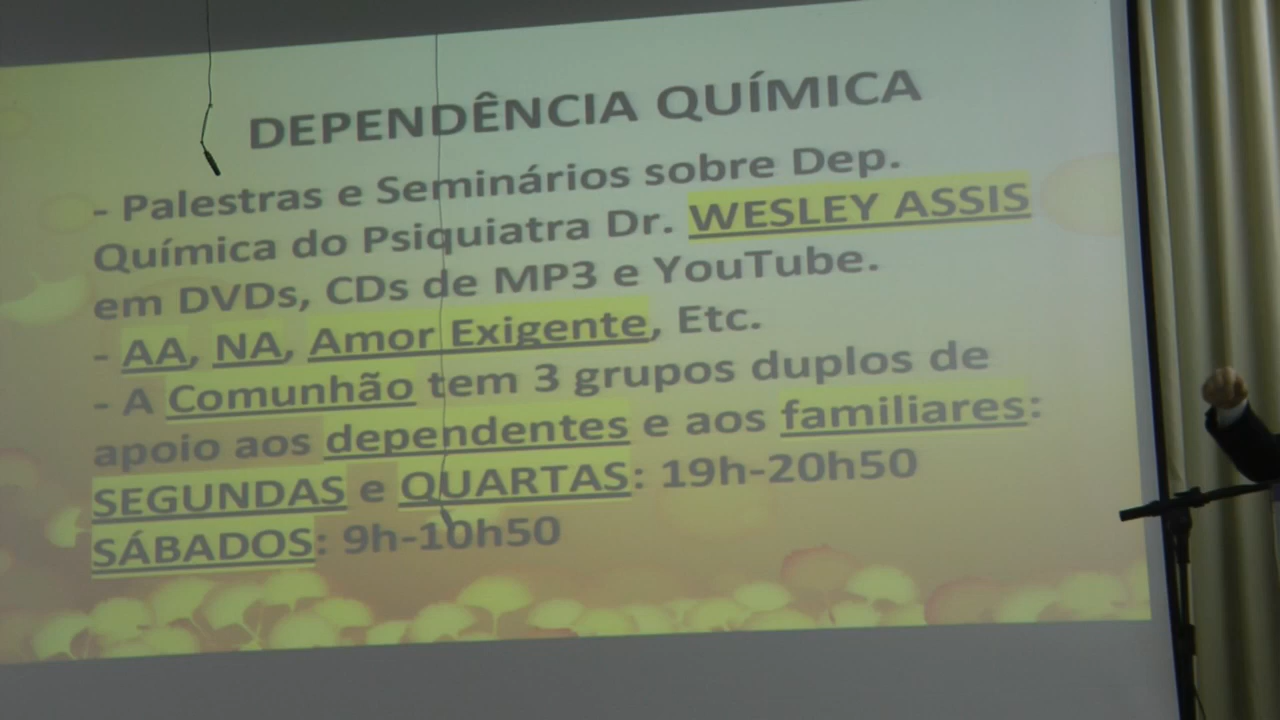 DEPENDÊNCIA QUÍMICA
- Palestras e Seminários sobre Dep.
Química do Psiquiatra Dr. WESLEY ASSIS
em DVDs, CDs de MP3 e YouTube.
- AA, NA, Amor Exigente, Etc.
- A Comunhão tem 3 grupos duplos de
apoio aos dependentes e aos familiares:
SEGUNDAS e QUARTAS: 19h-20h50
SÁBADOS: 9h-10h50